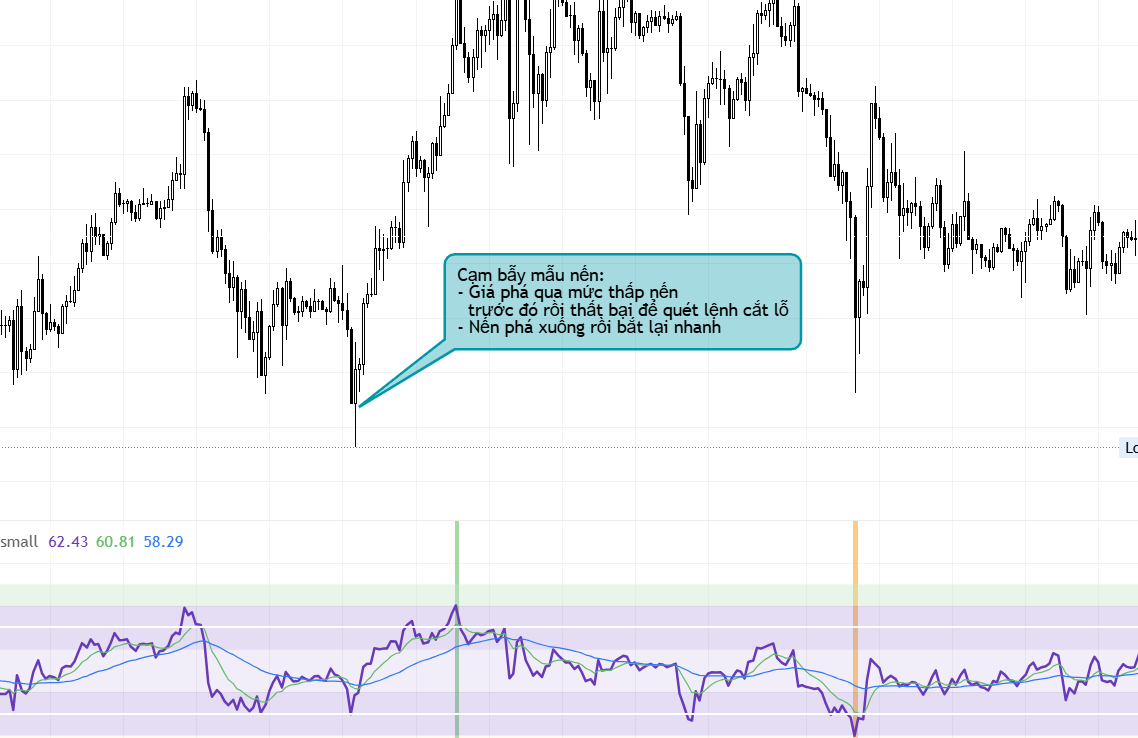 Cạm bẫy mẫu nến:
- Giá phá qua mức thấp nến
trước đó rồi thất bại để quét lệnh cắt lỗ
- Nến phá xuống rồi bắt lại nhanh
small 62.43 60.81 58.29